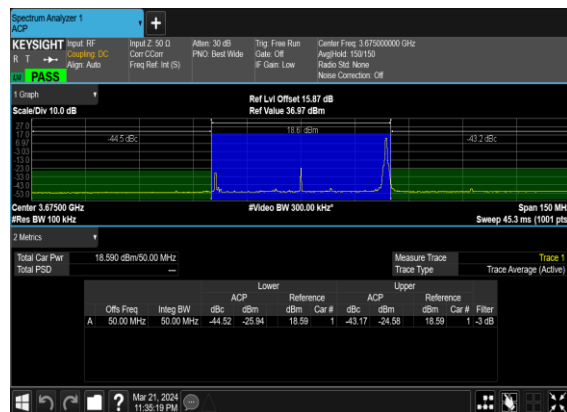 Spectrum Analyzer 1
ACP
+
KEYSIGHT Input: RF Input Z: 50 Ω Atten: 30 dB Trig: Free Run Center Freq: 3.675000000 GHz
R T Coupling: DC Corr CCorr PNO: Best Wide Gate: Off Avg|Hold: 150/150
Align: Auto Freq Ref: Int (S) IF Gain: Low Radio Std: None
PASS Noise Correction: Off
1 Graph
Ref Lvl Offset 15.87 dB
Scale/Div 10.0 dB Ref Value 36.97 dBm
27.0
17.0
6.97
-3.03
-13.0
-23.0
-33.0
-43.0
-53.0
-44.5 dBc 18.6 dBm -43.2 dBc
Center 3.67500 GHz #Video BW 300.00 kHz* Span 150 MH
#Res BW 100 kHz Sweep 45.3 ms (1001 pts
2 Metrics
Total Car Pwr 18.590 dBm/50.00 MHz Measure Trace Trace 1
Total PSD --- Trace Type Trace Average (Active)
Lower Upper
ACP Reference ACP Reference
Offs Freq Integ BW dBc dBm dBm Car # dBc dBm dBm Car # Filter
A 50.00 MHz 50.00 MHz -44.52 -25.94 18.59 1 -43.17 -24.58 18.59 1 -3 dB
?
Mar 21, 2024
11:35:19 PM